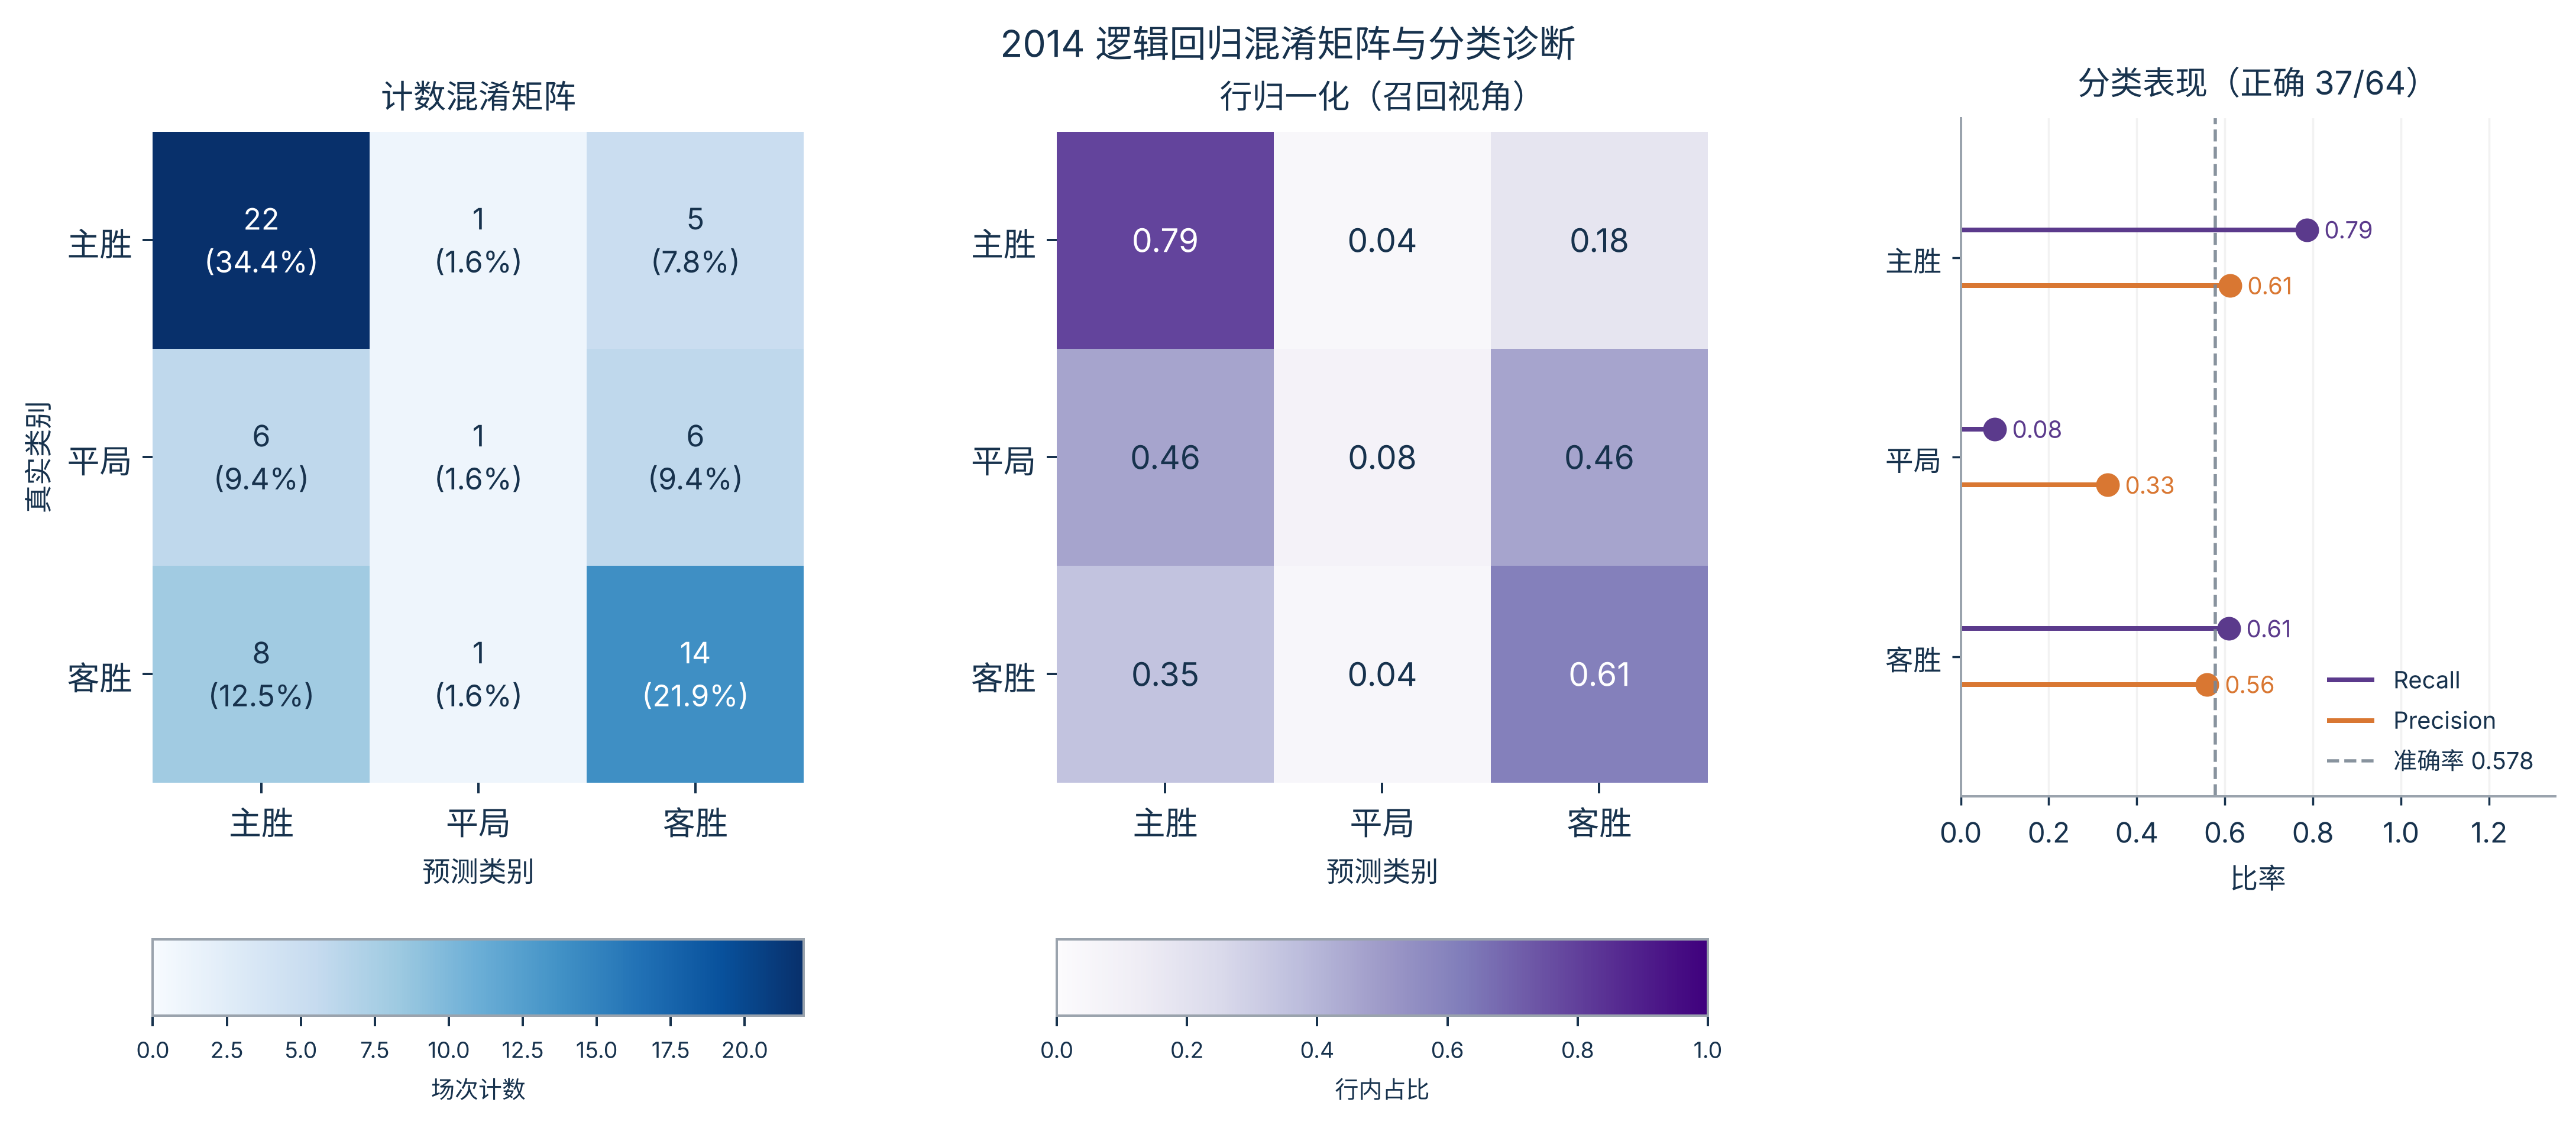 2014 逻辑回归混淆矩阵与分类诊断
计数混淆矩阵
真实类别
主胜
22
(34.4%)
1
(1.6%)
5
(7.8%)
平局
6
(9.4%)
1
(1.6%)
6
(9.4%)
客胜
8
(12.5%)
1
(1.6%)
14
(21.9%)
主胜 平局 客胜
预测类别
0.0 2.5 5.0 7.5 10.0 12.5 15.0 17.5 20.0
场次计数
行归一化（召回视角）
主胜 0.79 0.04 0.18
平局 0.46 0.08 0.46
客胜 0.35 0.04 0.61
主胜 平局 客胜
预测类别
0.0 0.2 0.4 0.6 0.8 1.0
行内占比
分类表现（正确 37/64）
主胜
0.79
0.61
平局
0.08
0.33
客胜
0.61
0.56
Recall
Precision
准确率 0.578
0.0 0.2 0.4 0.6 0.8 1.0 1.2
比率